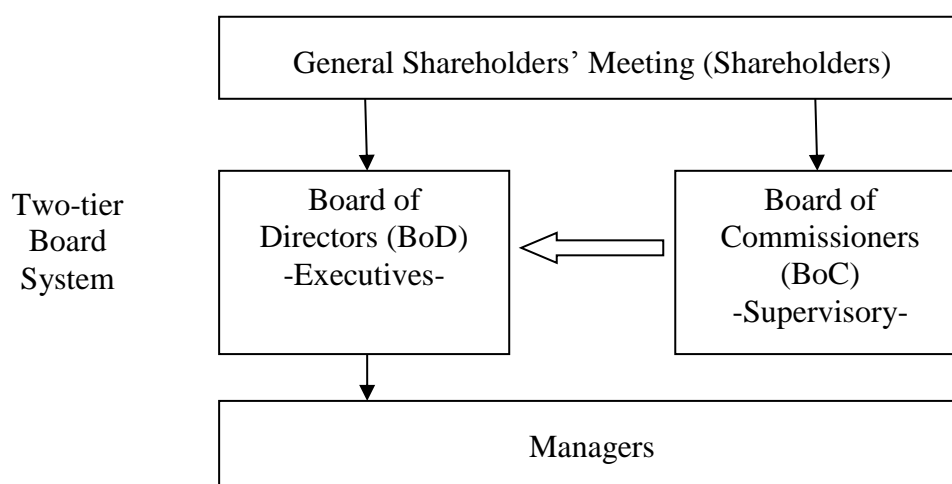 General Shareholders’ Meeting (Shareholders)
Two-tier
Board
System
Board of
Directors (BoD)
-Executives-
Board of
Commissioners
(BoC)
-Supervisory-
Managers